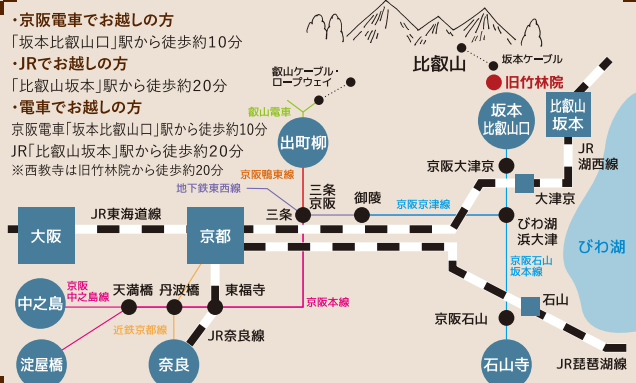 ・京阪電車でお越しの方
「坂本比叡山口」駅から徒歩約10分
・JRでお越しの方
「比叡山坂本」駅から徒歩約20分
・電車でお越しの方
京阪電車「坂本比叡山口」駅から徒歩約10分
JR「比叡山坂本」駅から徒歩約20分
※西教寺は旧竹林院から徒歩約20分
叡山ケーブル・
ロープウェイ
比叡山
坂本ケーブル
旧竹林院
叡山電車
出町柳
坂本
比叡山口
比叡山
坂本
JR
湖西線
京阪鴨東線
地下鉄東西線
三条
京阪
三条
御陵
京阪京津線
京阪大津京
大津京
びわ湖
浜大津
びわ湖
JR東海道線
大阪
京都
京阪石山
坂本線
中之島
京阪
中之島線
天満橋
丹波橋
東福寺
京阪本線
石山
京阪石山
近鉄京都線
JR奈良線
淀屋橋
奈良
石山寺
JR琵琶湖線